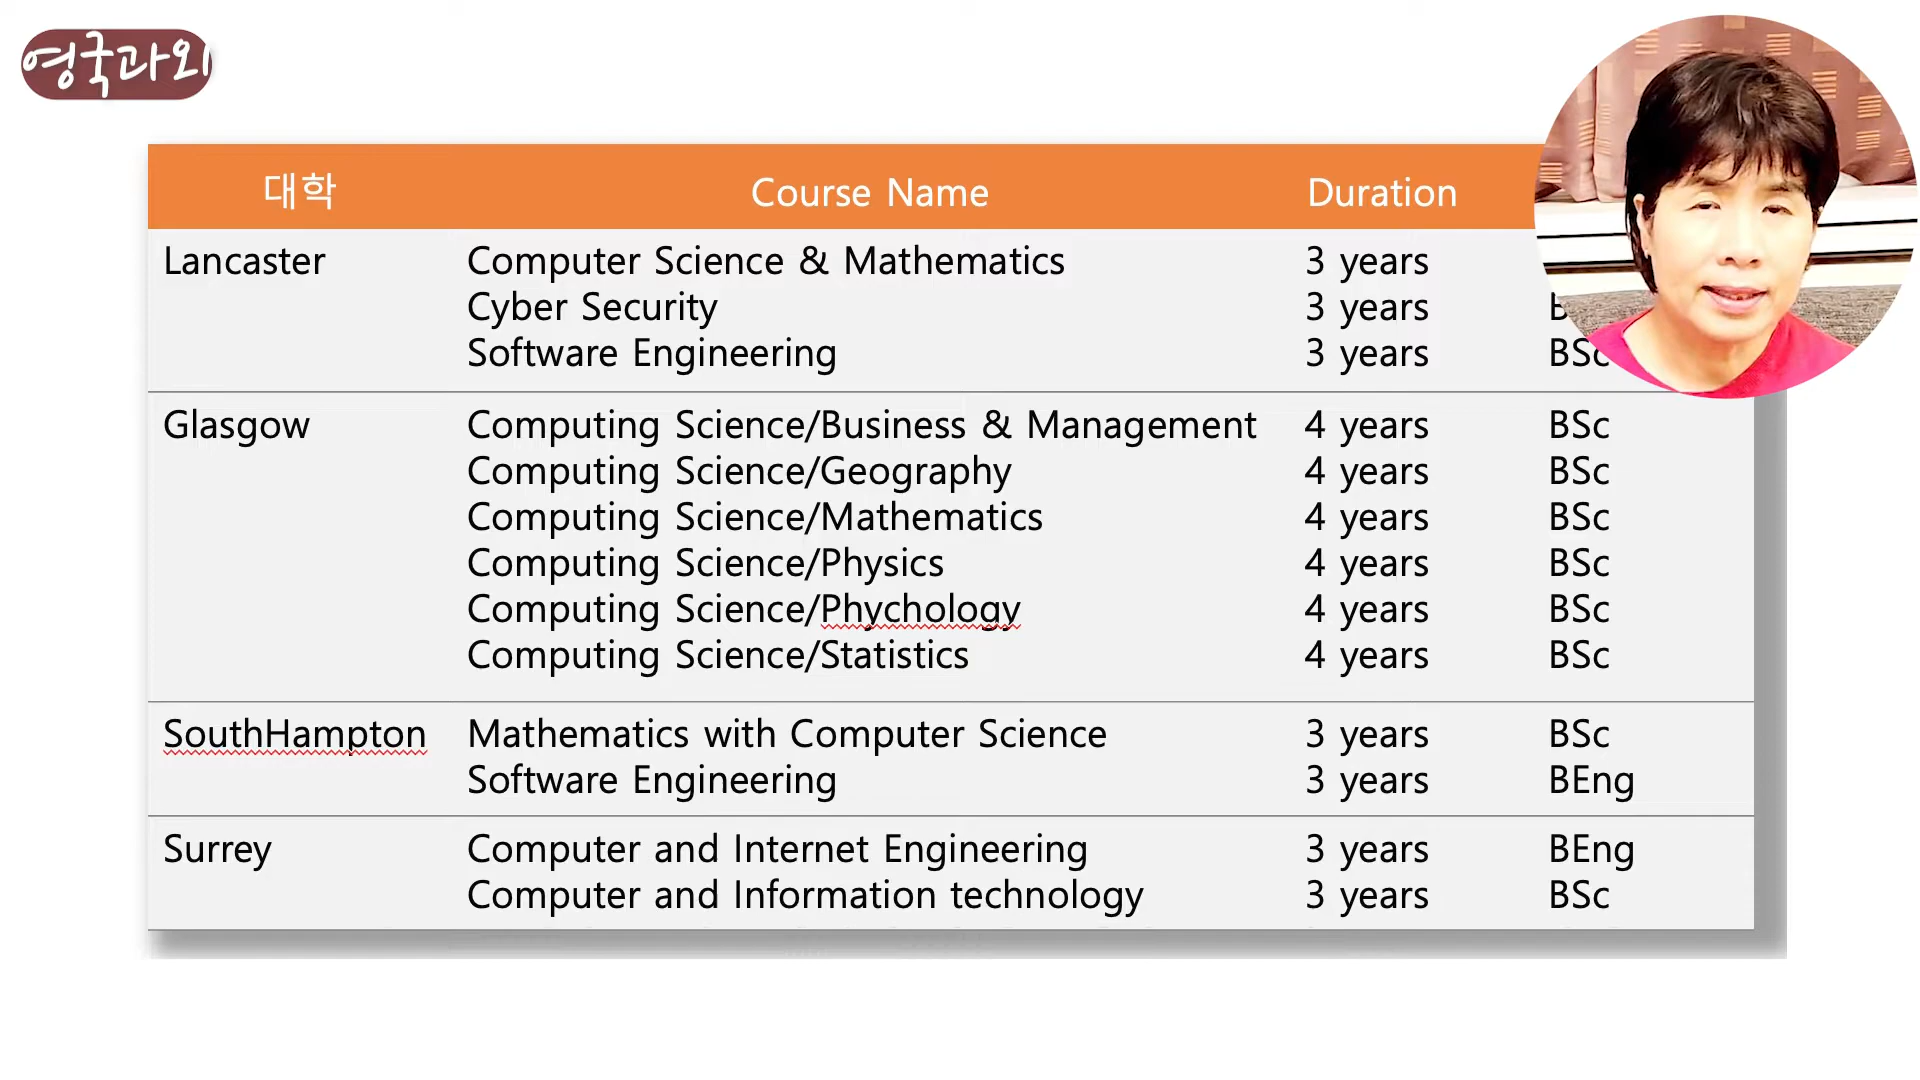 영국과외
대학 Course Name Duration
Lancaster Computer Science & Mathematics 3 years
Cyber Security 3 years
Software Engineering 3 years BSc
Glasgow Computing Science/Business & Management 4 years BSc
Computing Science/Geography 4 years BSc
Computing Science/Mathematics 4 years BSc
Computing Science/Physics 4 years BSc
Computing Science/Phychology 4 years BSc
Computing Science/Statistics 4 years BSc
SouthHampton Mathematics with Computer Science 3 years BSc
Software Engineering 3 years BEng
Surrey Computer and Internet Engineering 3 years BEng
Computer and Information technology 3 years BSc